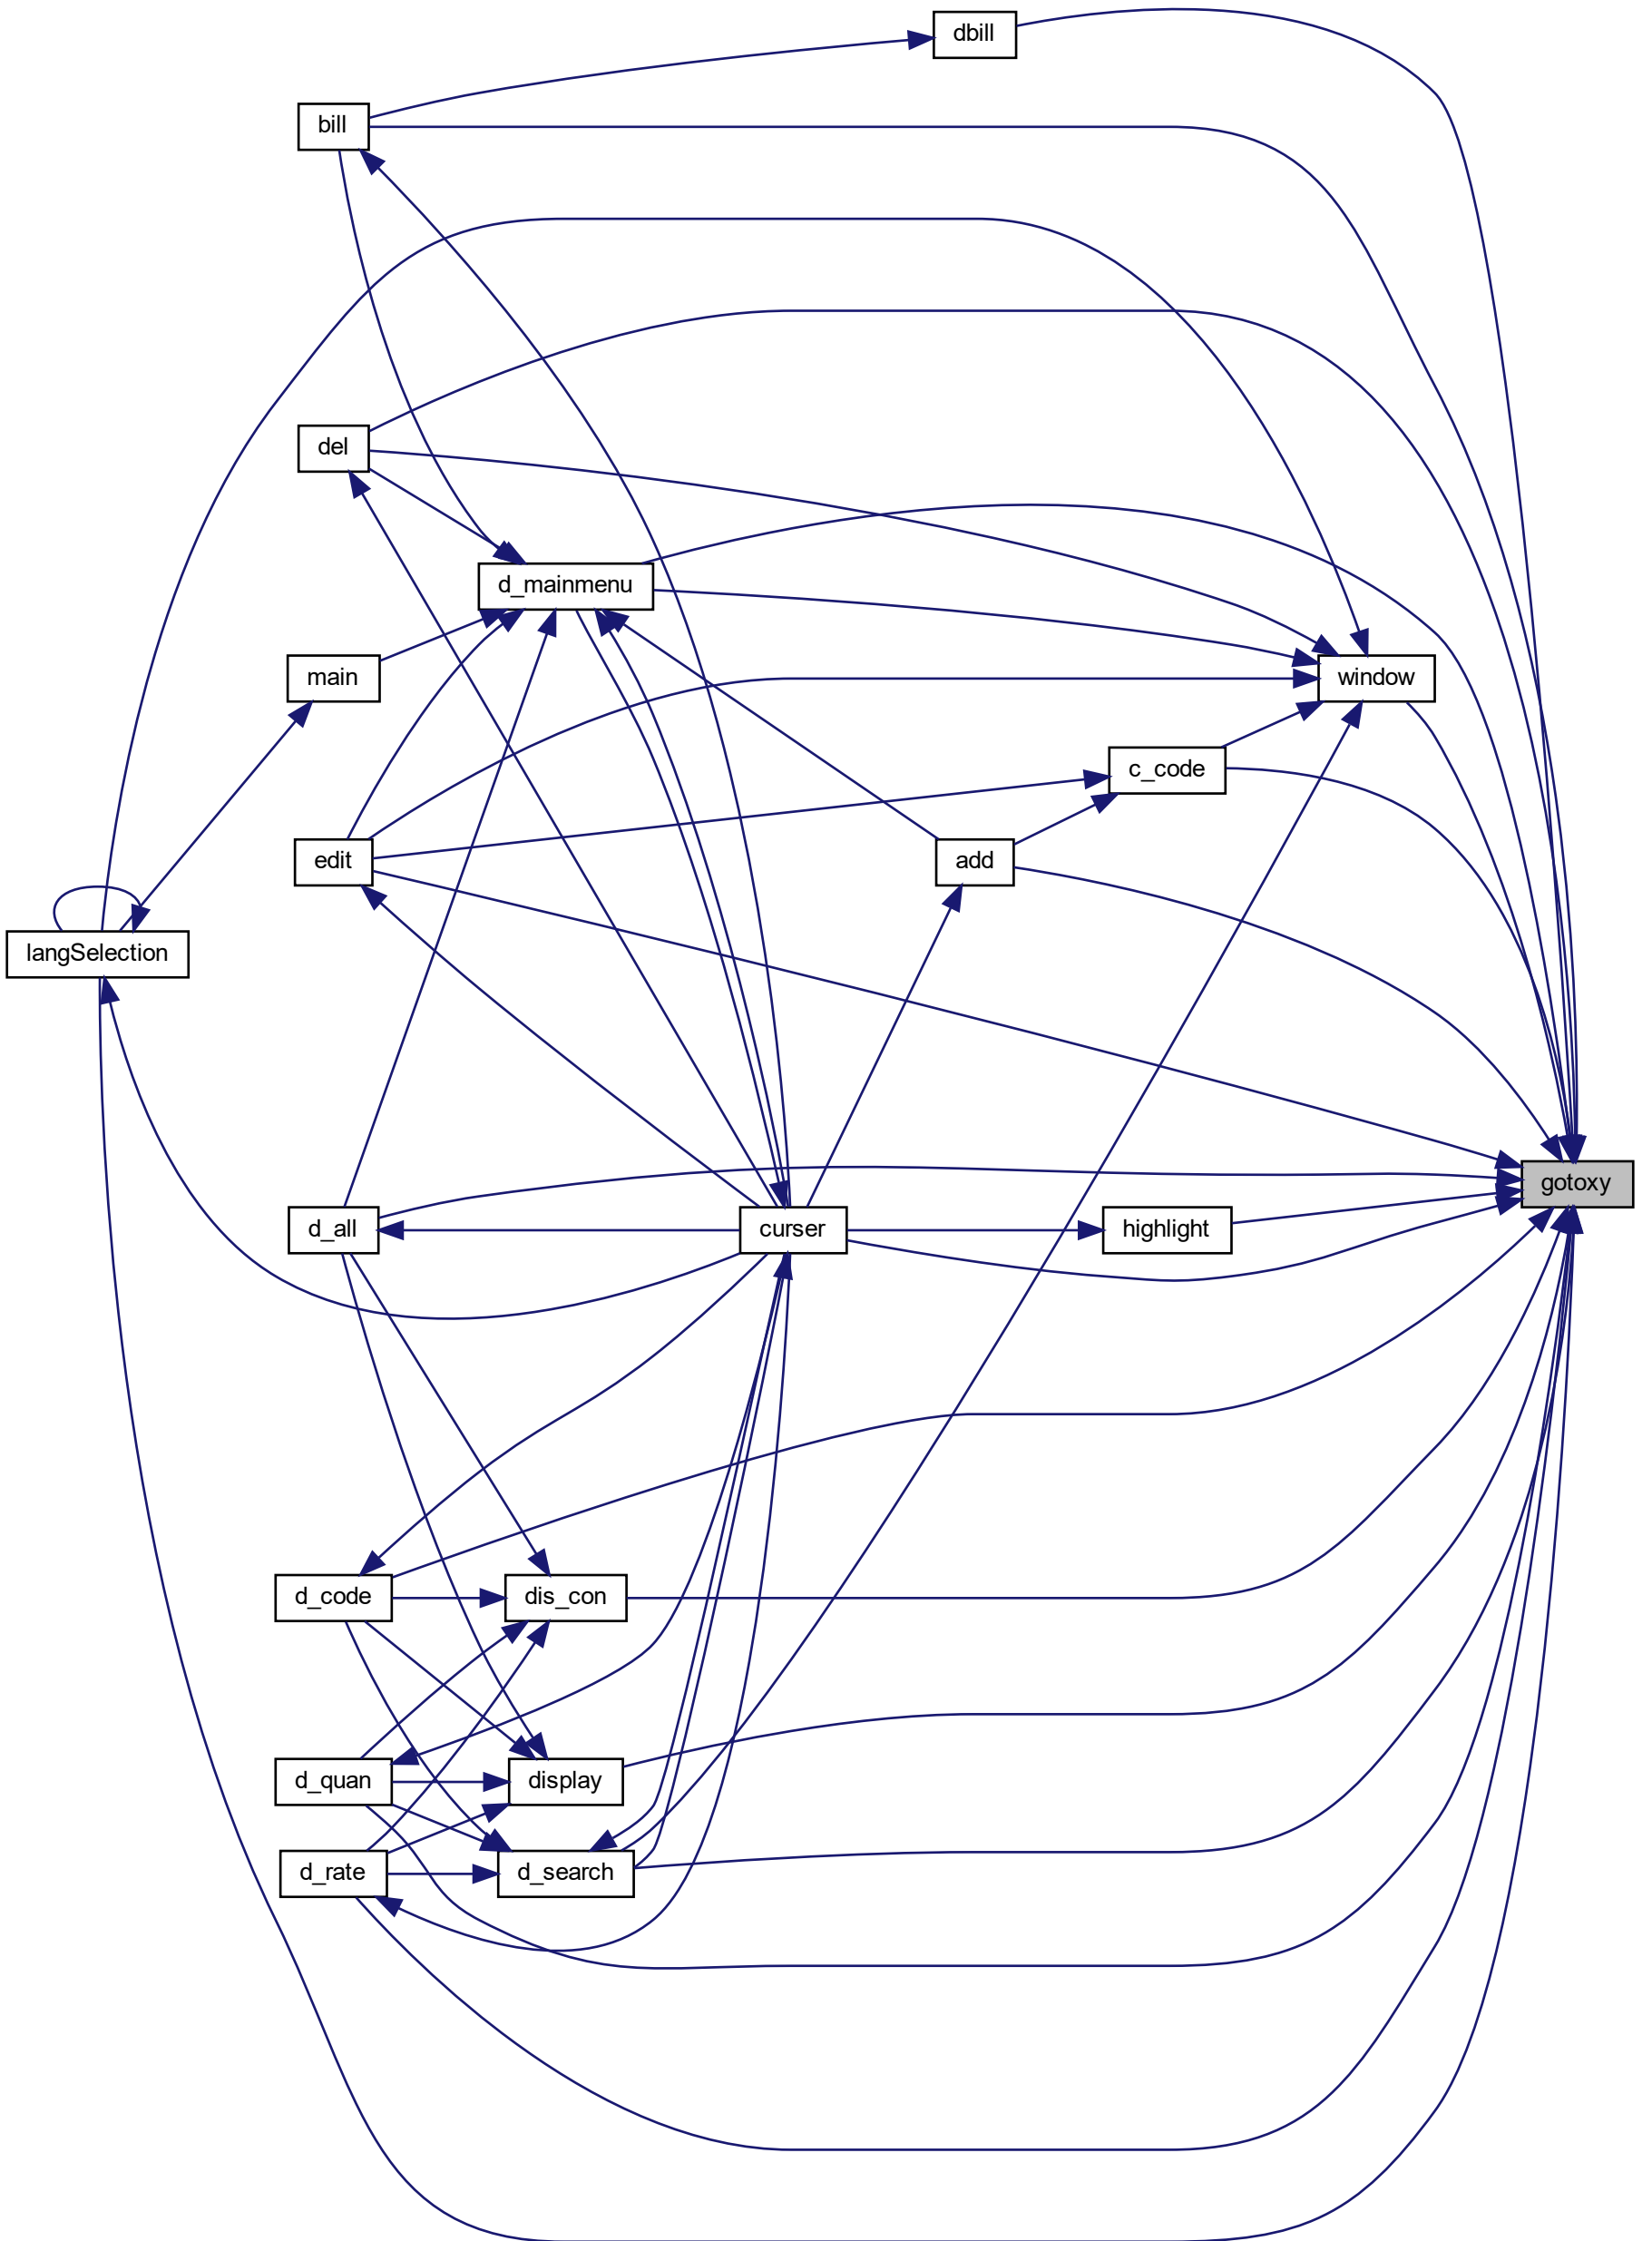 dbill
bill
del
d_mainmenu
main
window
c_code
edit
add
langSelection
gotoxy
d_all
curser
highlight
d_code
dis_con
d_quan
display
d_rate
d_search